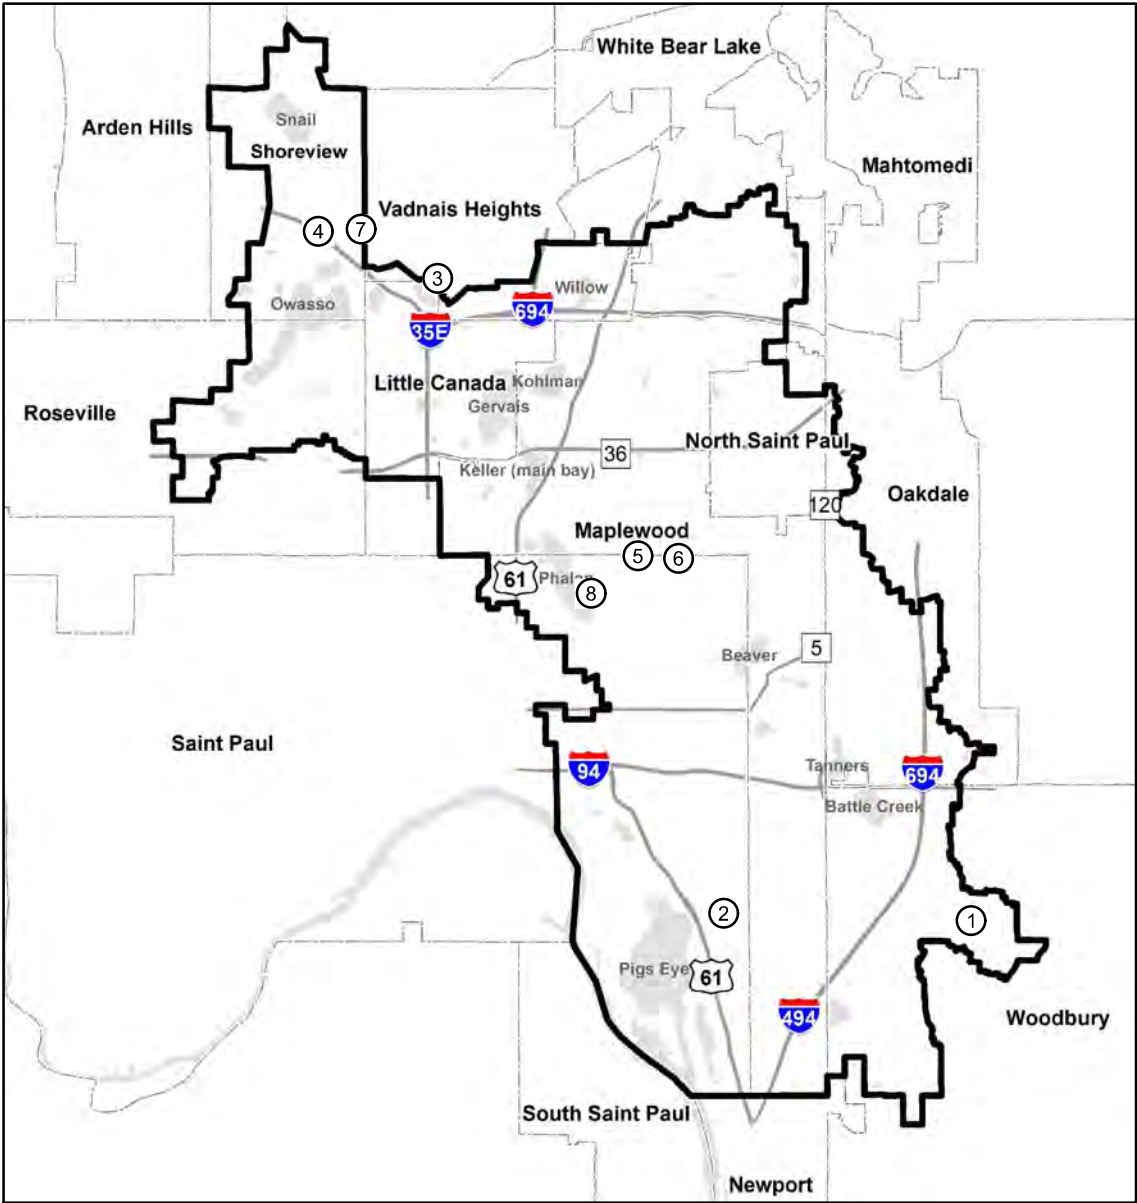 White Bear Lake
Snail
Arden Hills
Shoreview
Mahtomedi
Vadnais Heights
4
7
3
Willow
Owasso
694
35E
Little Canada
Kohlman
Gervais
Roseville
North Saint Paul
36
Keller (main bay)
Oakdale
120
Maplewood
5
6
61
Phalen
8
Beaver
5
Saint Paul
94
Tanners
694
Battle Creek
2
1
Pigs Eye
61
494
Woodbury
South Saint Paul
Newport